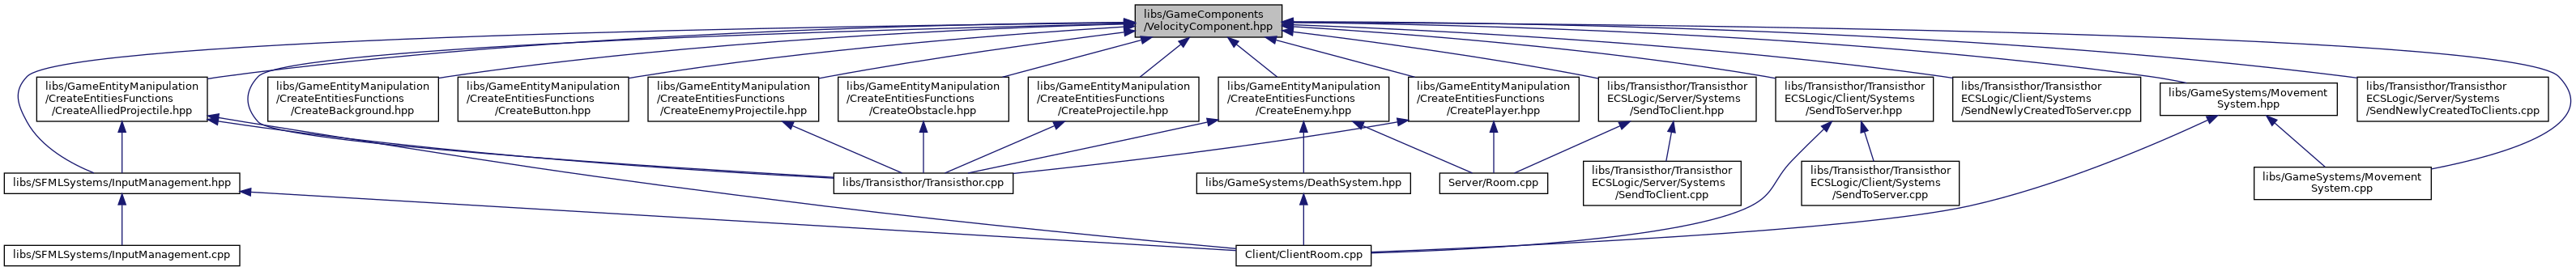 libs/GameComponents
/VelocityComponent.hpp
libs/GameEntityManipulation
/CreateEntitiesFunctions
/CreateAlliedProjectile.hpp
libs/GameEntityManipulation
/CreateEntitiesFunctions
/CreateBackground.hpp
libs/GameEntityManipulation
/CreateEntitiesFunctions
/CreateButton.hpp
libs/GameEntityManipulation
/CreateEntitiesFunctions
/CreateEnemyProjectile.hpp
libs/GameEntityManipulation
/CreateEntitiesFunctions
/CreateObstacle.hpp
libs/GameEntityManipulation
/CreateEntitiesFunctions
/CreateProjectile.hpp
libs/GameEntityManipulation
/CreateEntitiesFunctions
/CreateEnemy.hpp
libs/GameEntityManipulation
/CreateEntitiesFunctions
/CreatePlayer.hpp
libs/Transisthor/Transisthor
ECSLogic/Server/Systems
/SendToClient.hpp
libs/Transisthor/Transisthor
ECSLogic/Client/Systems
/SendToServer.hpp
libs/Transisthor/Transisthor
ECSLogic/Client/Systems
/SendNewlyCreatedToServer.cpp
libs/GameSystems/Movement
System.hpp
libs/Transisthor/Transisthor
ECSLogic/Server/Systems
/SendNewlyCreatedToClients.cpp
libs/SFMLSystems/InputManagement.hpp
libs/Transisthor/Transisthor.cpp
libs/GameSystems/DeathSystem.hpp
Server/Room.cpp
libs/Transisthor/Transisthor
ECSLogic/Server/Systems
/SendToClient.cpp
libs/Transisthor/Transisthor
ECSLogic/Client/Systems
/SendToServer.cpp
libs/GameSystems/Movement
System.cpp
libs/SFMLSystems/InputManagement.cpp
Client/ClientRoom.cpp